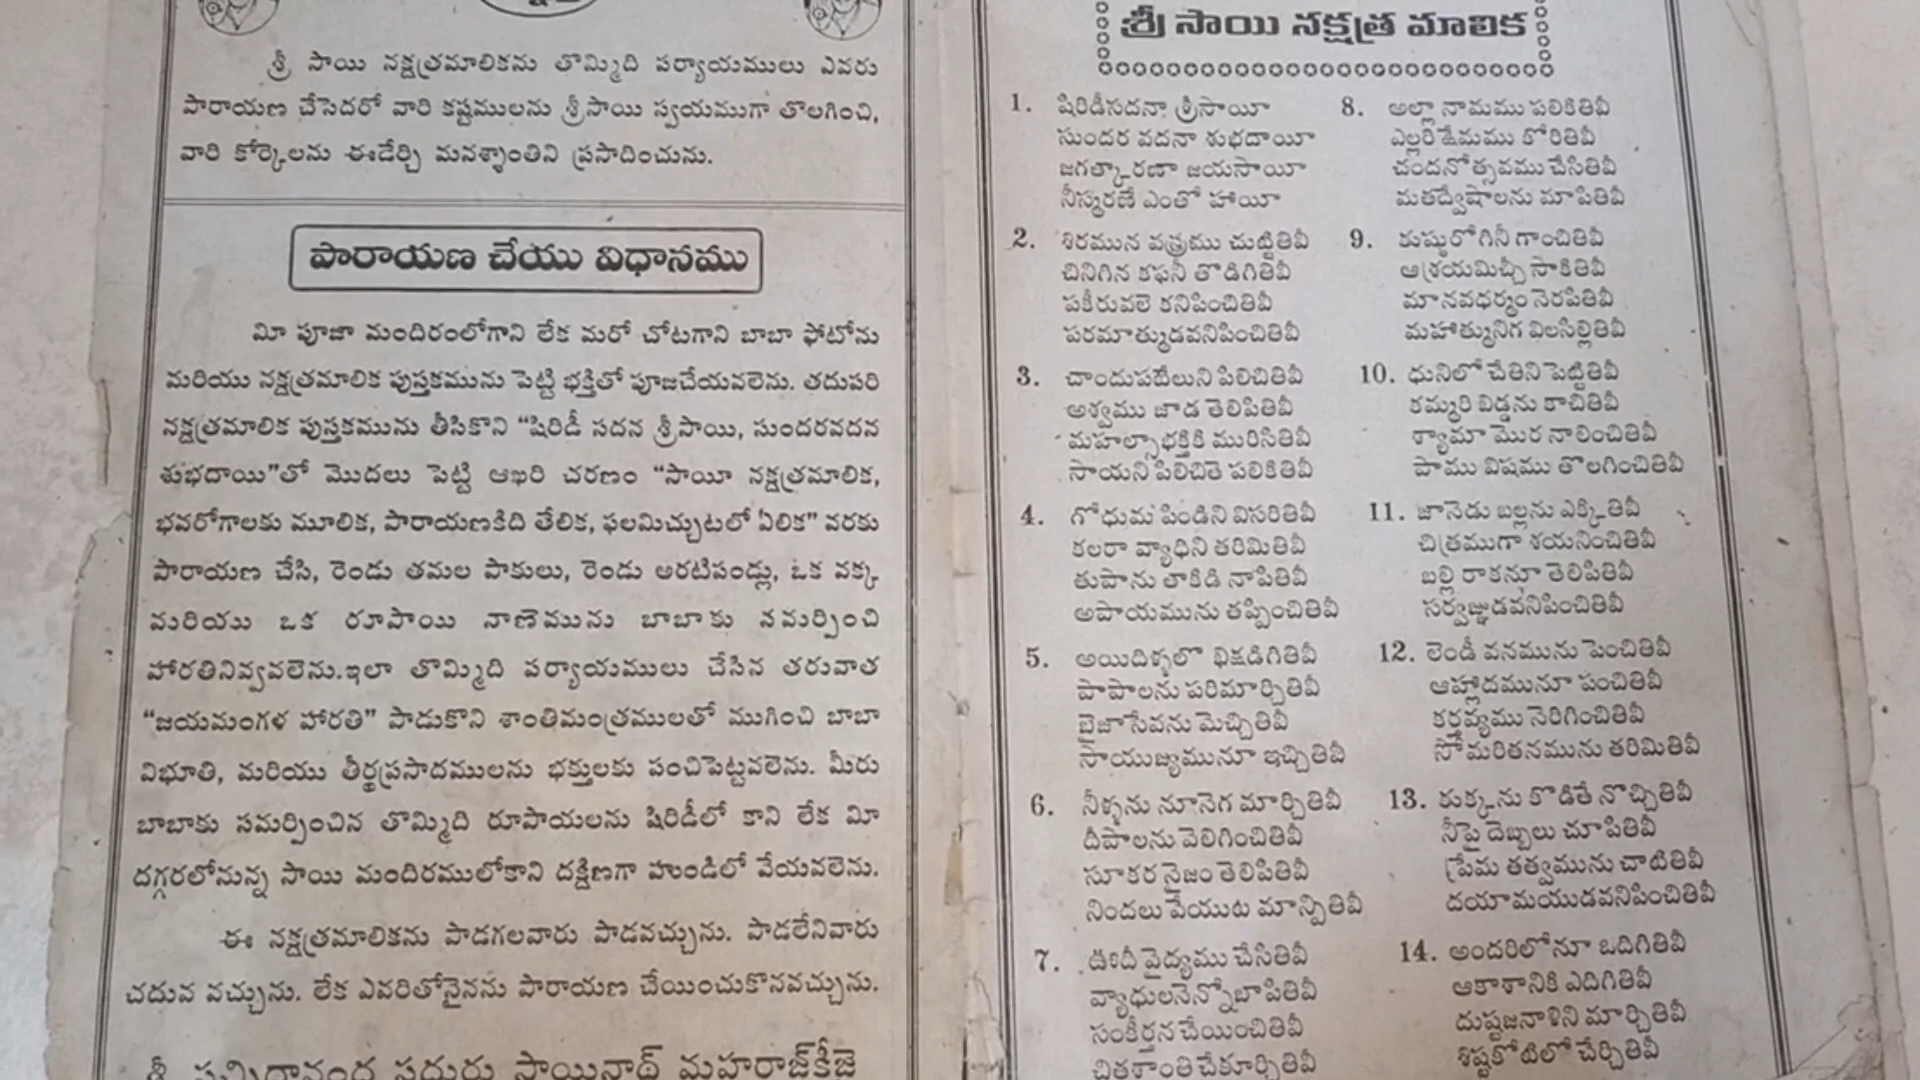 శ్రీ సాయి నక్షత్రమాలికను తొమ్మిది పర్యాయములు ఎవరు
పారాయణ చేసెదరో వారి కష్టములను శ్రీసాయి స్వయముగా తొలగించి,
వారి కోర్కెలను ఈడేర్చి మనశ్శాంతిని ప్రసాదించును.
పారాయణ చేయు విధానము
మీ పూజా మందిరంలోగాని లేక మరో చోటగాని బాబా ఫోటోను
మరియు నక్షత్రమాలిక పుస్తకమును పెట్టి భక్తితో పూజచేయవలెను. తదుపరి
నక్షత్రమాలిక పుస్తకమును తీసికొని “షిరిడీ సదన శ్రీసాయి, సుందరవదన
శుభదాయి”తో మొదలు పెట్టి ఆఖరి చరణం “సాయీ నక్షత్రమాలిక,
భవరోగాలకు మూలిక, పారాయణకిది తేలిక, ఫలమిచ్చుటలో ఏలిక” వరకు
పారాయణ చేసి, రెండు తమల పాకులు, రెండు అరటిపండ్లు, ఒక వక్క
మరియు ఒక రూపాయి నాణెమును బాబాకు సమర్పించి
హారతినివ్వవలెను.ఇలా తొమ్మిది పర్యాయములు చేసిన తరువాత
“జయమంగళ హారతి” పాడుకొని శాంతిమంత్రములతో ముగించి బాబా
విభూతి, మరియు తీర్థప్రసాదములను భక్తులకు పంచిపెట్టవలెను. మీరు
బాబాకు సమర్పించిన తొమ్మిది రూపాయలను షిరిడీలో కాని లేక మీ
దగ్గరలోనున్న సాయి మందిరములోకాని దక్షిణగా హుండిలో వేయవలెను.
ఈ నక్షత్రమాలికను పాడగలవారు పాడవచ్చును. పాడలేనివారు
చదువ వచ్చును. లేక ఎవరితోనైనను పారాయణ చేయించుకొనవచ్చును.
శ్రీ సచ్చిదానంద సద్గురు సాయినాథ్ మహరాజ్‌కీజై
శ్రీ సాయి నక్షత్ర మాలిక
1. షిరిడీసదనా శ్రీసాయీ
సుందర వదనా శుభదాయీ
జగత్కారణా జయసాయీ
నీస్మరణే ఎంతో హాయీ
2. శిరమున వస్త్రము చుట్టితివీ
చినిగిన కఫనీ తొడిగితివీ
పకీరువలె కనిపించితివీ
పరమాత్ముడవనిపించితివీ
3. చాందుపటేలుని పిలిచితివీ
అశ్వము జాడ తెలిపితివీ
మహల్సాభక్తికి మురిసితివీ
సాయని పిలిచితె పలికితివీ
4. గోధుమ పిండిని విసరితివీ
కలరా వ్యాధిని తరిమితివీ
తుపాను తాకిడి నాపితివీ
అపాయమును తప్పించితివీ
5. అయిదిళ్ళలో భిక్షడిగితివీ
పాపాలను పరిమార్చితివీ
బైజాసేవను మెచ్చితివీ
సాయుజ్యమునూ ఇచ్చితివీ
6. నీళ్ళను నూనెగ మార్చితివీ
దీపాలను వెలిగించితివీ
సూకర నైజం తెలిపితివీ
నిందలు వేయుట మాన్పితివీ
7. ఊదీ వైద్యము చేసితివీ
వ్యాధులనెన్నోబాపితివీ
సంకీర్తన చేయించితివీ
చిత్తశాంతి చేకూర్చితివీ
8. అల్లా నామము పలికితివీ
ఎల్లరి క్షేమము కోరితివీ
చందనోత్సవము చేసితివీ
మతద్వేషాలను మాపితివీ
9. కుష్ఠురోగినీ గాంచితివీ
ఆశ్రయమిచ్చీ సాకితివీ
మానవధర్మం నెరపితివీ
మహాత్మునిగ విలసిల్లితివీ
10. ధునిలో చేతిని పెట్టితివీ
కమ్మరి బిడ్డను కాచితివీ
శ్యామా మొర నాలించితివీ
పాము విషము తొలగించితివీ
11. జానెడు బల్లను ఎక్కితివీ
చిత్రముగా శయనించితివీ
బల్లి రాకనూ తెలిపితివీ
సర్వజ్ఞుడవనిపించితివీ
12. లెండీ వనమును పెంచితివీ
ఆహ్లాదమునూ పంచితివీ
కర్తవ్యము నెరిగించితివీ
సోమరితనమును తరిమితివీ
13. కుక్కను కొడితే నొచ్చితివీ
నీపై దెబ్బలు చూపితివీ
ప్రేమ తత్వమును చాటితివీ
దయామయుడవనిపించితివీ
14. అందరిలోనూ ఒదిగితివీ
ఆకాశానికి ఎదిగితివీ
దుష్టజనాళిని మార్చితివీ
శిష్టకోటిలో చేర్చితివీ